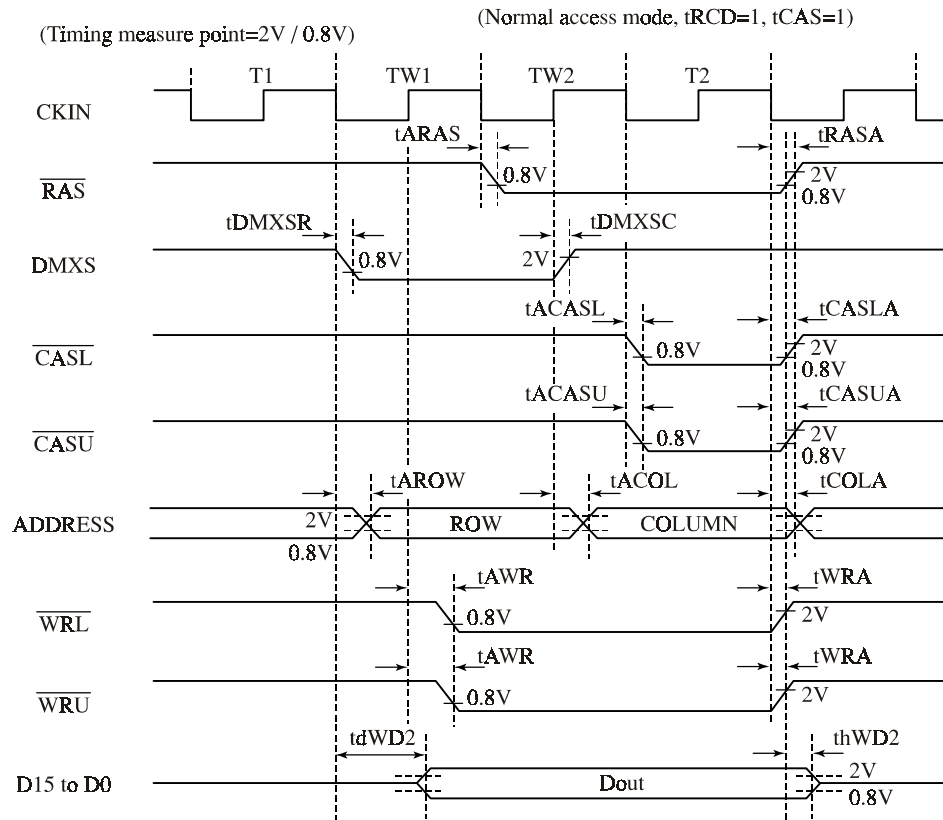 (Normal access mode, tRCD=1, tCAS=1)
(Timing measure point=2V / 0.8V)
T1 TW1 TW2 T2
CKIN
tARAS tRASA
RAS 0.8V 2V
0.8V
tDMXSR tDMXSC
DMXS 0.8V 2V
tACASL tCASLA
CASL 0.8V 2V
0.8V
tACASU tCASUA
CASU 0.8V 2V
0.8V
tAROW tACOL tCOLA
ADDRESS 2V ROW COLUMN
0.8V
tAWR tWRA
WRL 0.8V 2V
tAWR tWRA
WRU 0.8V 2V
tdWD2 thWD2
D15 to D0 Dout 2V
0.8V